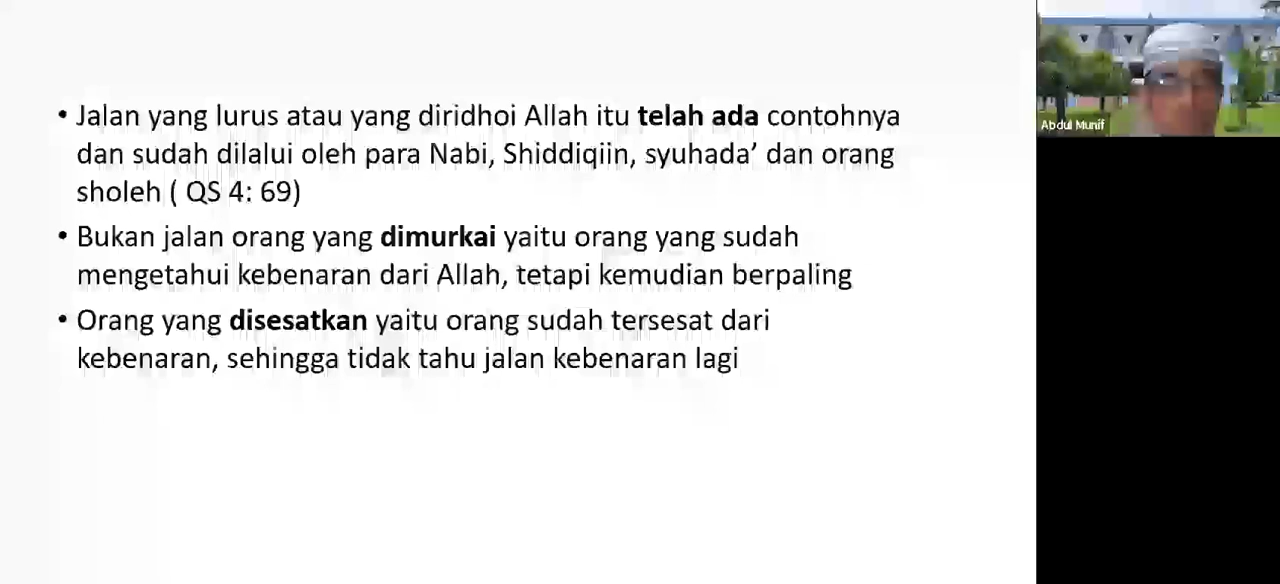 • Jalan yang lurus atau yang diridhoi Allah itu telah ada contohnya
dan sudah dilalui oleh para Nabi, Shiddiqiin, syuhada’ dan orang
sholeh ( QS 4: 69)
• Bukan jalan orang yang dimurkai yaitu orang yang sudah
mengetahui kebenaran dari Allah, tetapi kemudian berpaling
• Orang yang disesatkan yaitu orang sudah tersesat dari
kebenaran, sehingga tidak tahu jalan kebenaran lagi
Abdul Munif